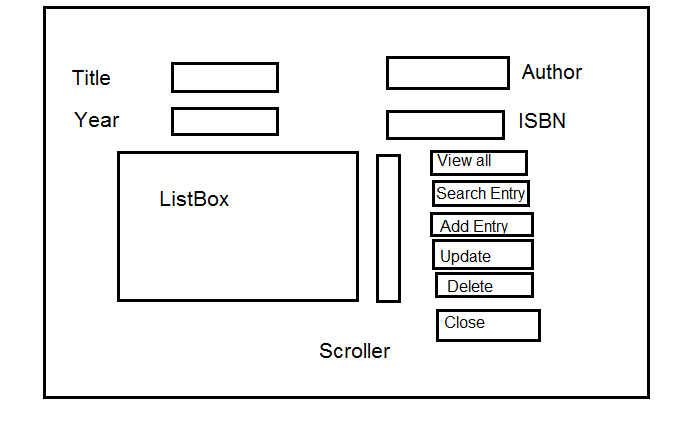 Title
Author
Year
ISBN
View all
ListBox
Search Entry
Add Entry
Update
Delete
Close
Scroller